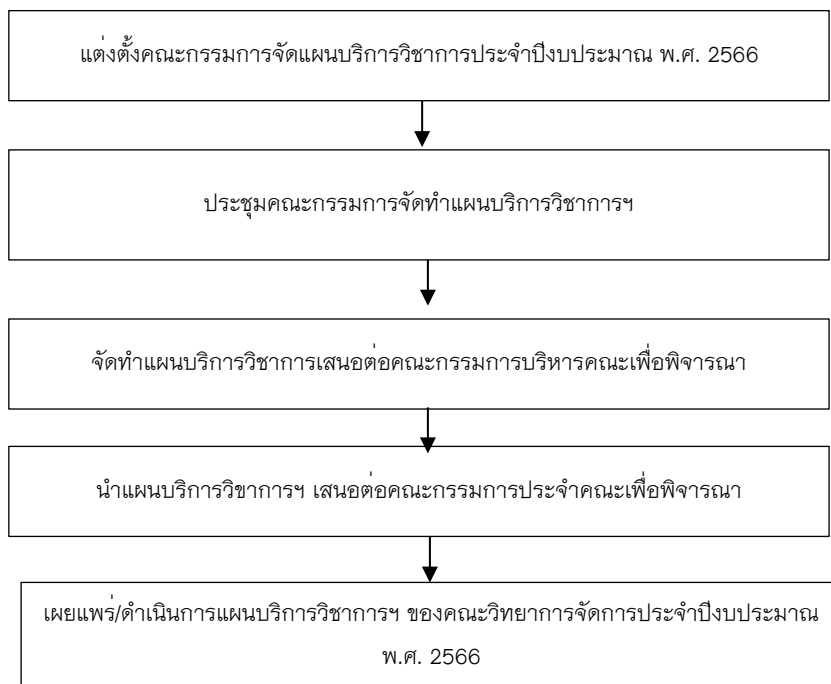 แต่งตั้งคณะกรรมการจัดแผนบริการวิชาการประจำปีงบประมาณ พ.ศ. 2566
ประชุมคณะกรรมการจัดทำแผนบริการวิชาการฯ
จัดทำแผนบริการวิชาการเสนอต่อคณะกรรมการบริหารคณะเพื่อพิจารณา
นำแผนบริการวิขาการฯ เสนอต่อคณะกรรมการประจำคณะเพื่อพิจารณา
เผยแพร่/ดำเนินการแผนบริการวิชาการฯ ของคณะวิทยาการจัดการประจำปีงบประมาณ
พ.ศ. 2566